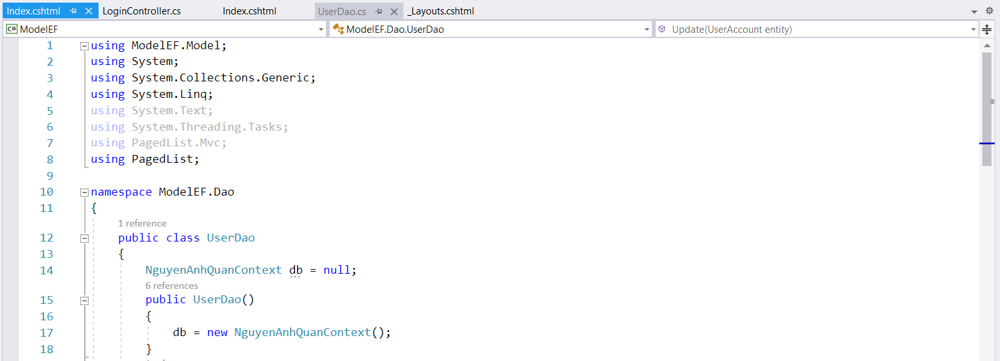 Index.cshtml LoginController.cs Index.cshtml UserDao.cs _Layouts.cshtml
C# ModelEF ModelEF.Dao.UserDao Update(UserAccount entity)
1 using ModelEF.Model;
2 using System;
3 using System.Collections.Generic;
4 using System.Linq;
5 using System.Text;
6 using System.Threading.Tasks;
7 using PagedList.Mvc;
8 using PagedList;
9
10 namespace ModelEF.Dao
11 {
1 reference
12 public class UserDao
13 {
14 NguyenAnhQuanContext db = null;
6 references
15 public UserDao()
16 {
17 db = new NguyenAnhQuanContext();
18 }